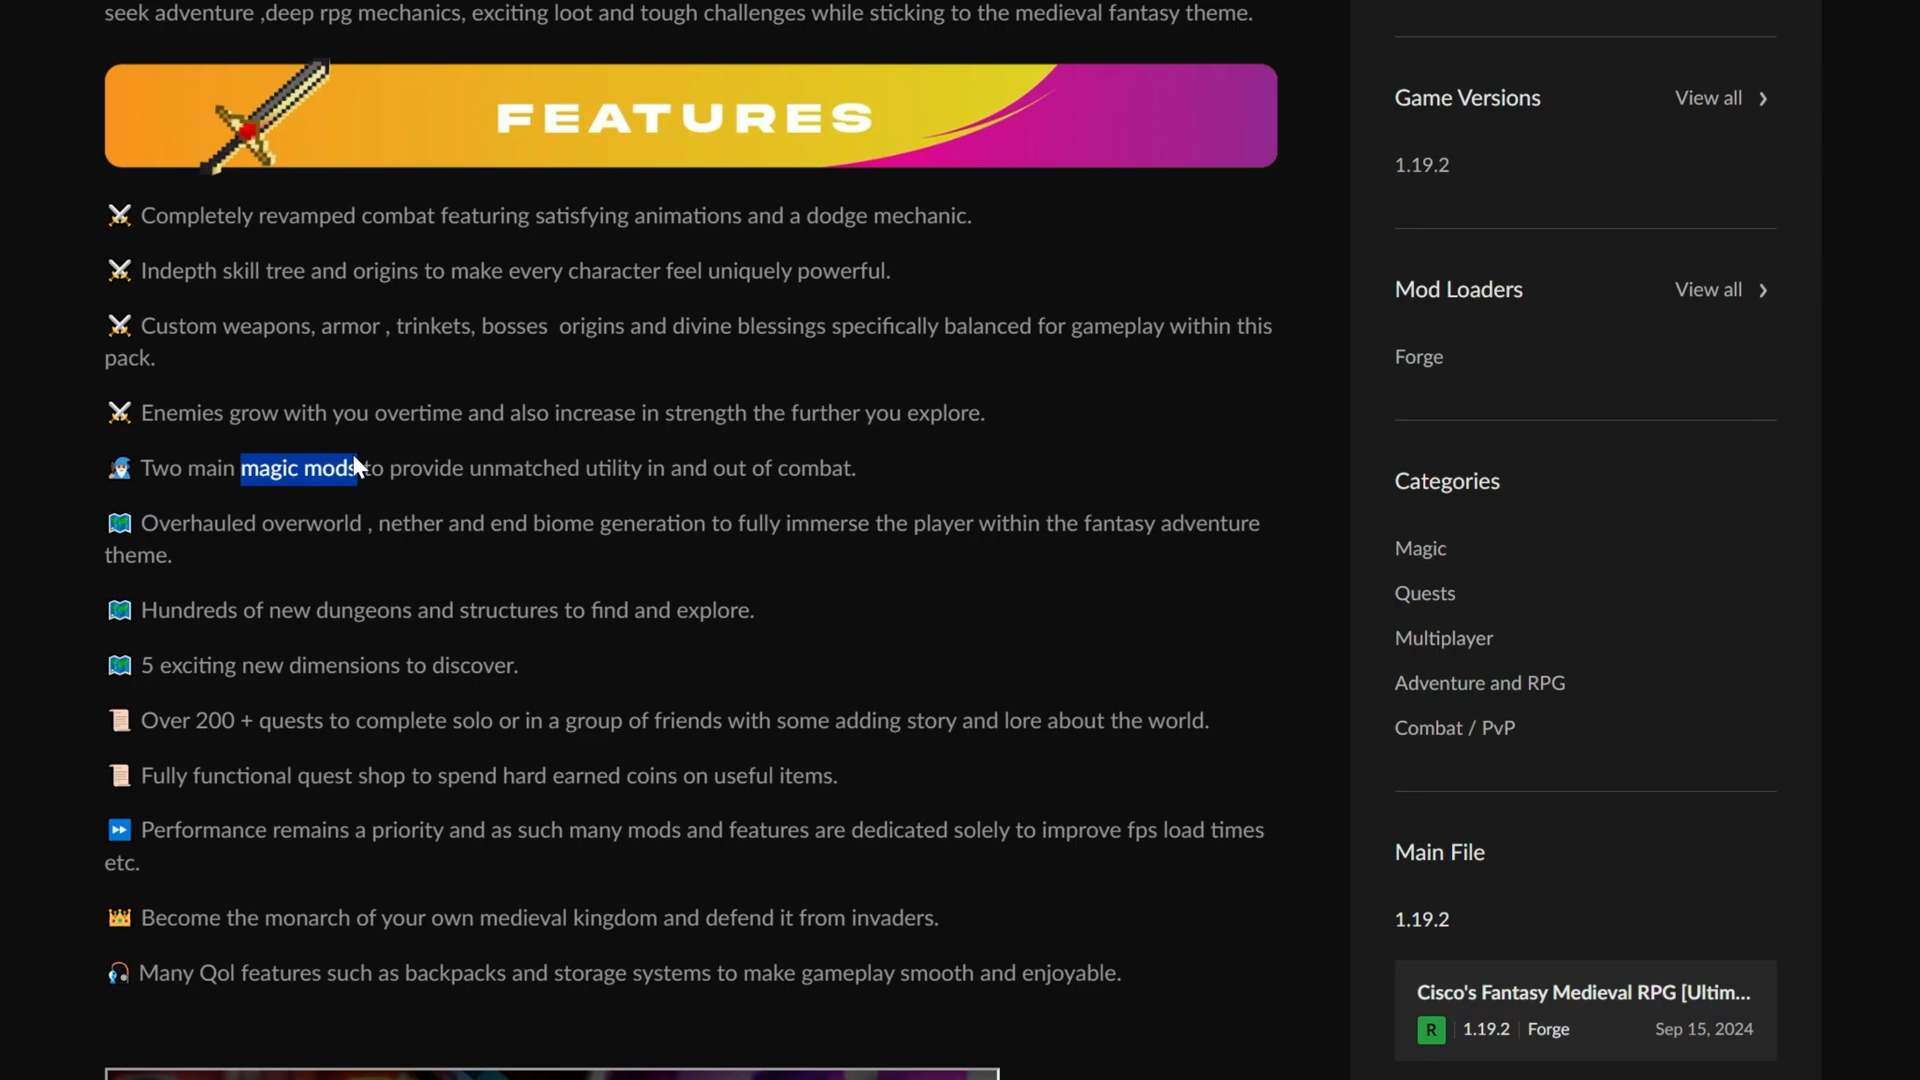 seek adventure ,deep rpg mechanics, exciting loot and tough challenges while sticking to the medieval fantasy theme.
FEATURES
Completely revamped combat featuring satisfying animations and a dodge mechanic.
Indepth skill tree and origins to make every character feel uniquely powerful.
Custom weapons, armor , trinkets, bosses  origins and divine blessings specifically balanced for gameplay within this
pack.
Enemies grow with you overtime and also increase in strength the further you explore.
Two main magic mods to provide unmatched utility in and out of combat.
Overhauled overworld , nether and end biome generation to fully immerse the player within the fantasy adventure
theme.
Hundreds of new dungeons and structures to find and explore.
5 exciting new dimensions to discover.
Over 200 + quests to complete solo or in a group of friends with some adding story and lore about the world.
Fully functional quest shop to spend hard earned coins on useful items.
Performance remains a priority and as such many mods and features are dedicated solely to improve fps load times
etc.
Become the monarch of your own medieval kingdom and defend it from invaders.
Many Qol features such as backpacks and storage systems to make gameplay smooth and enjoyable.
Game Versions View all
1.19.2
Mod Loaders View all
Forge
Categories
Magic
Quests
Multiplayer
Adventure and RPG
Combat / PvP
Main File
1.19.2
Cisco's Fantasy Medieval RPG [Ultim...
R 1.19.2 Forge Sep 15, 2024